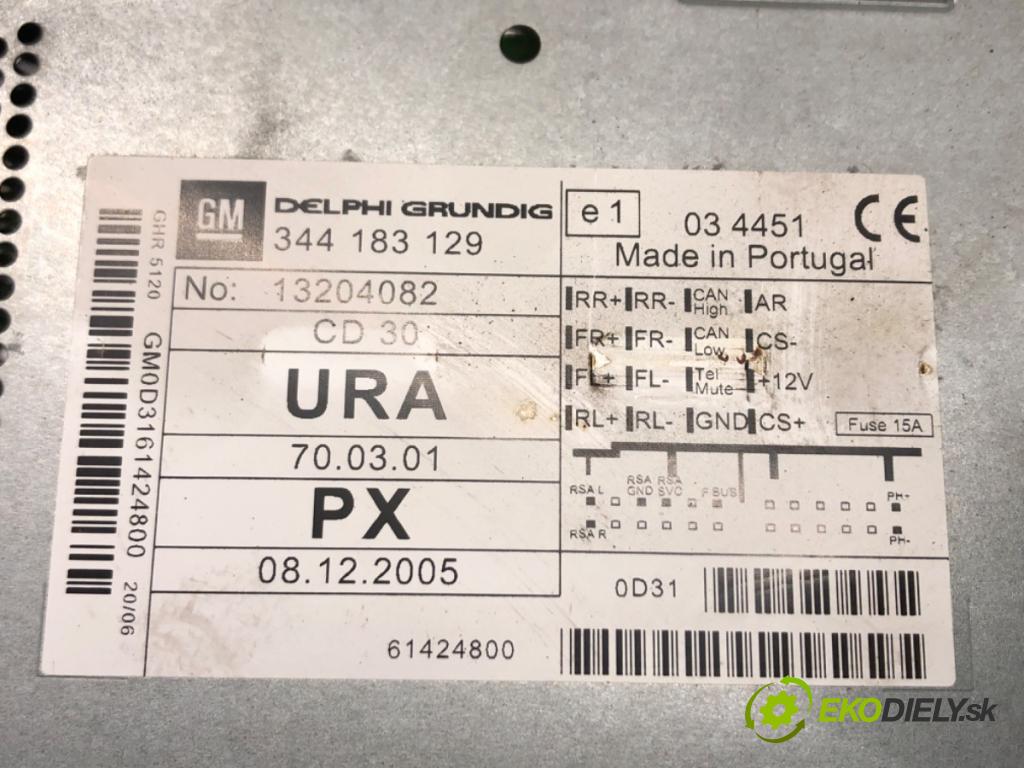 GHR 5120 GM0D3161424800 20/06
GM DELPHI GRUNDIG
344 183 129
No: 13204082
CD 30
URA
70.03.01
PX
08.12.2005
61424800
e1 03 4451
Made in Portugal
RR+ RR- CAN High AR
FR+ FR- CAN Low CS-
FL+ FL- Tel Mute +12V
RL+ RL- GND CS+ Fuse 15A
RSA L RSA GND RSA SVC F BUS PH+
RSA R PH-
0D31
EKODIELY.sk